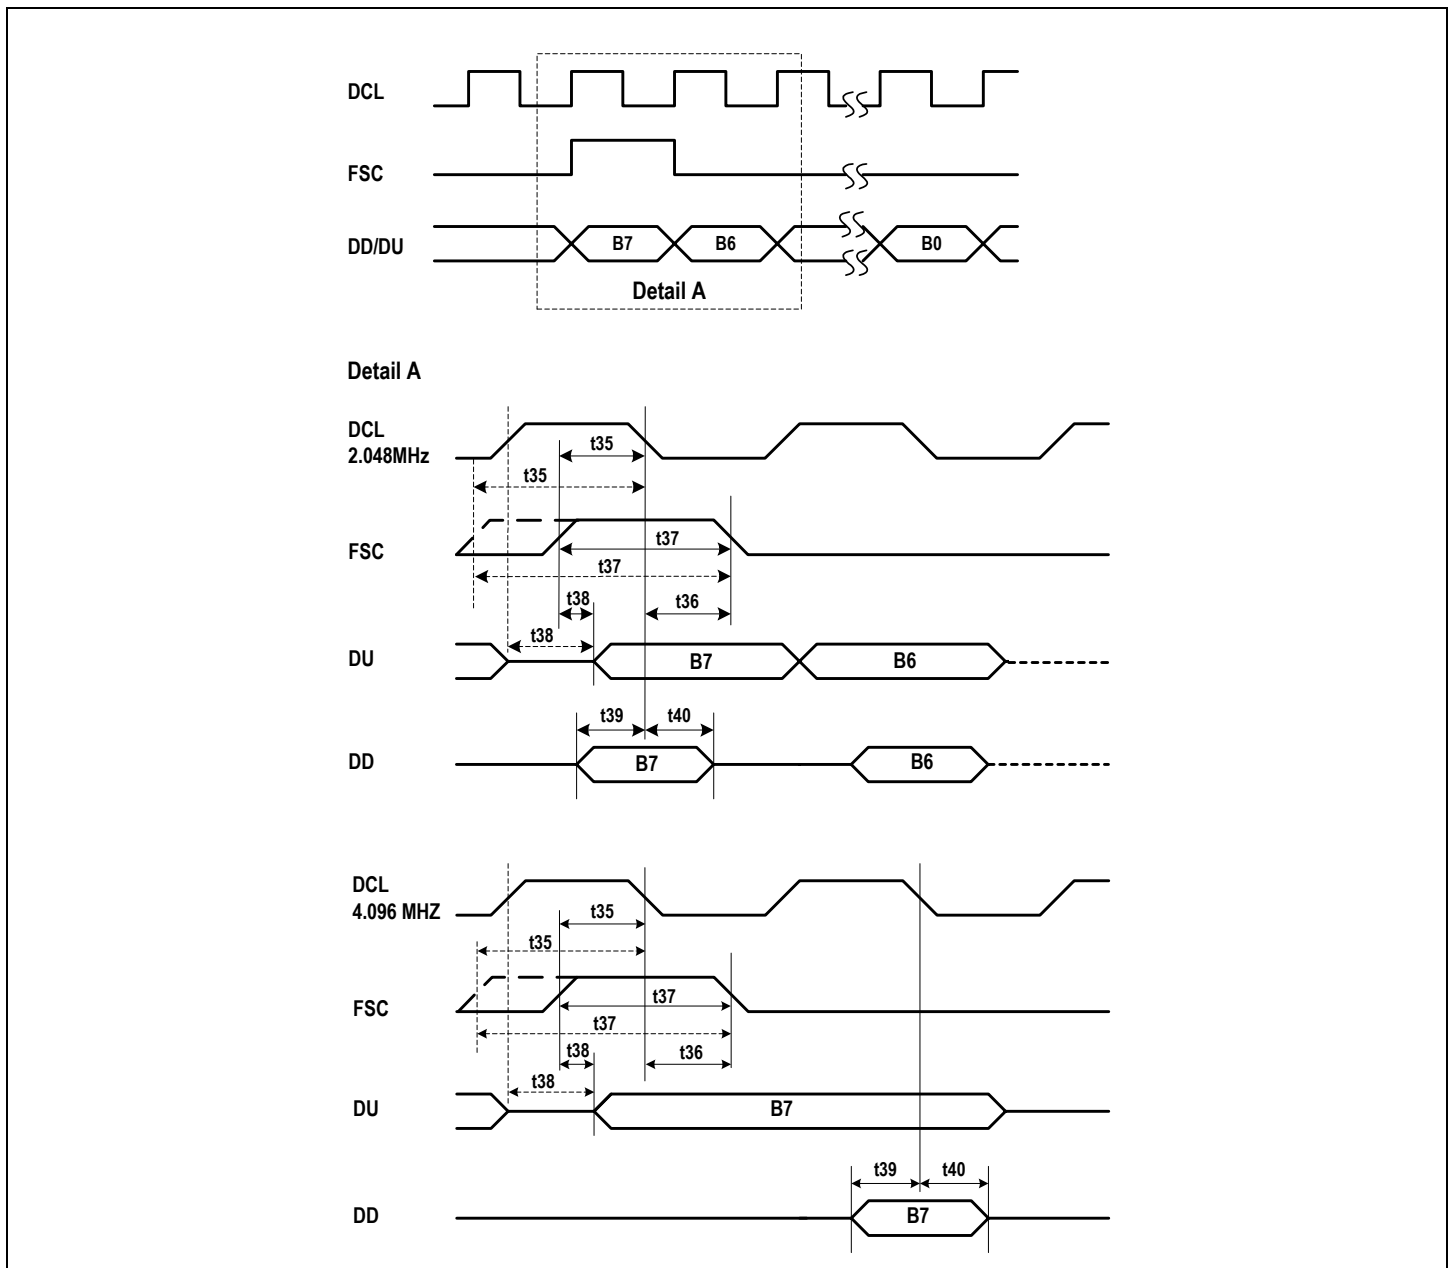 DCL
FSC
DD/DU B7 B6 B0
Detail A
Detail A
DCL
2.048MHz
t35
t35
FSC
t37
t37
t38 t36
t38
DU B7 B6
t39 t40
DD B7 B6
DCL
4.096 MHZ
t35
t35
FSC
t37
t37
t38 t36
t38
DU B7
t39 t40
DD B7